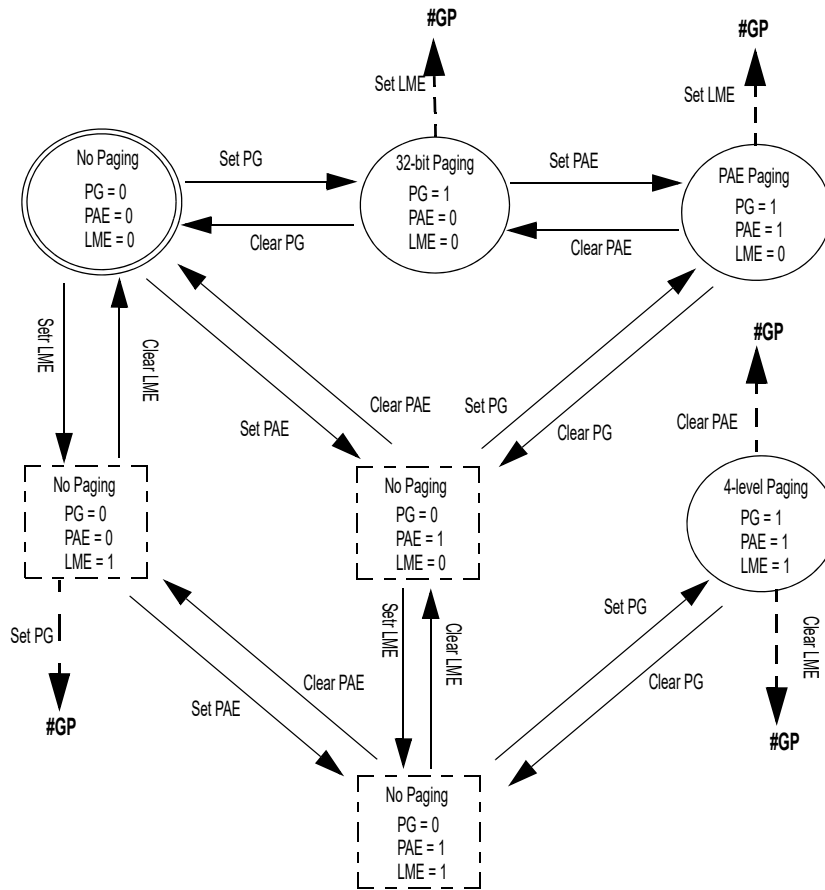 #GP
#GP
Set LME
Set LME
No Paging
PG = 0
PAE = 0
LME = 0
Set PG
Clear PG
32-bit Paging
PG = 1
PAE = 0
LME = 0
Set PAE
Clear PAE
PAE Paging
PG = 1
PAE = 1
LME = 0
Setr LME
Clear LME
Set PAE
Clear PAE
Set PG
Clear PG
#GP
Clear PAE
No Paging
PG = 0
PAE = 0
LME = 1
No Paging
PG = 0
PAE = 1
LME = 0
4-level Paging
PG = 1
PAE = 1
LME = 1
Set PG
#GP
Set PAE
Clear PAE
Setr LME
Clear LME
Set PG
Clear PG
Clear LME
#GP
No Paging
PG = 0
PAE = 1
LME = 1